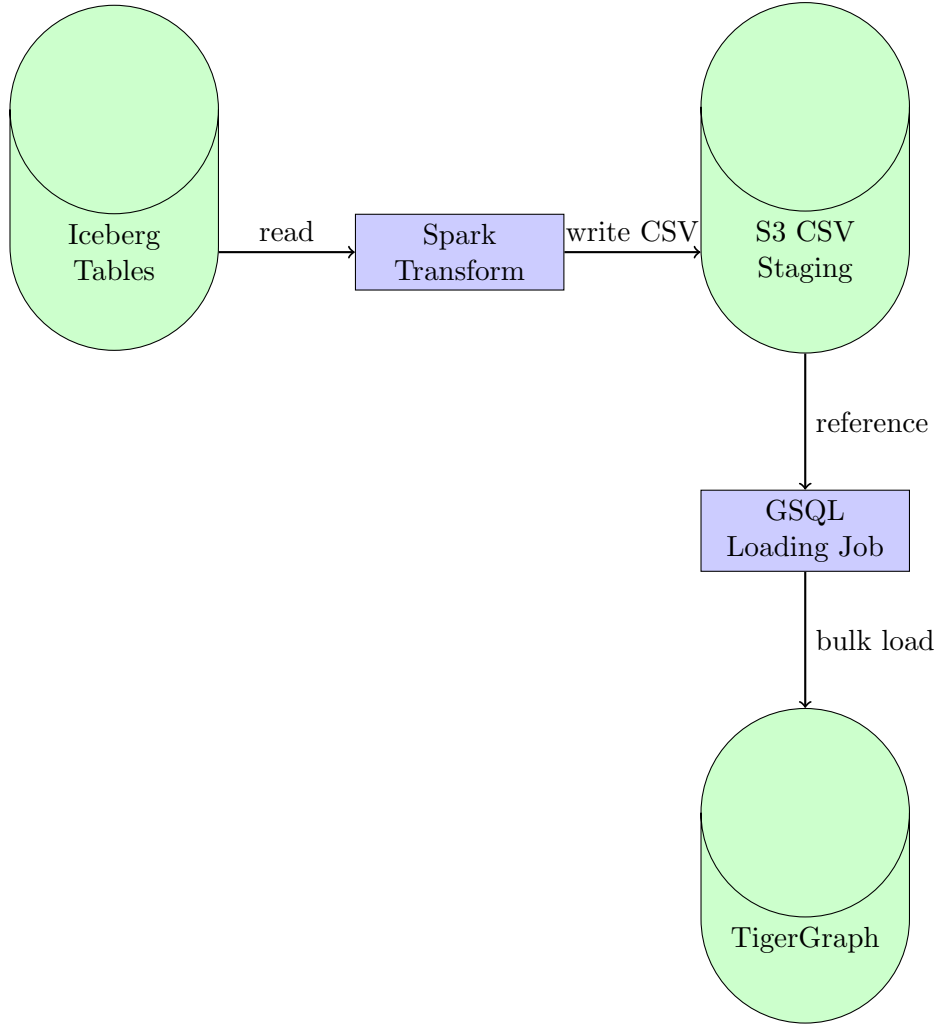 Iceberg
Tables
read
Spark
Transform
write CSV
S3 CSV
Staging
reference
GSQL
Loading Job
bulk load
TigerGraph